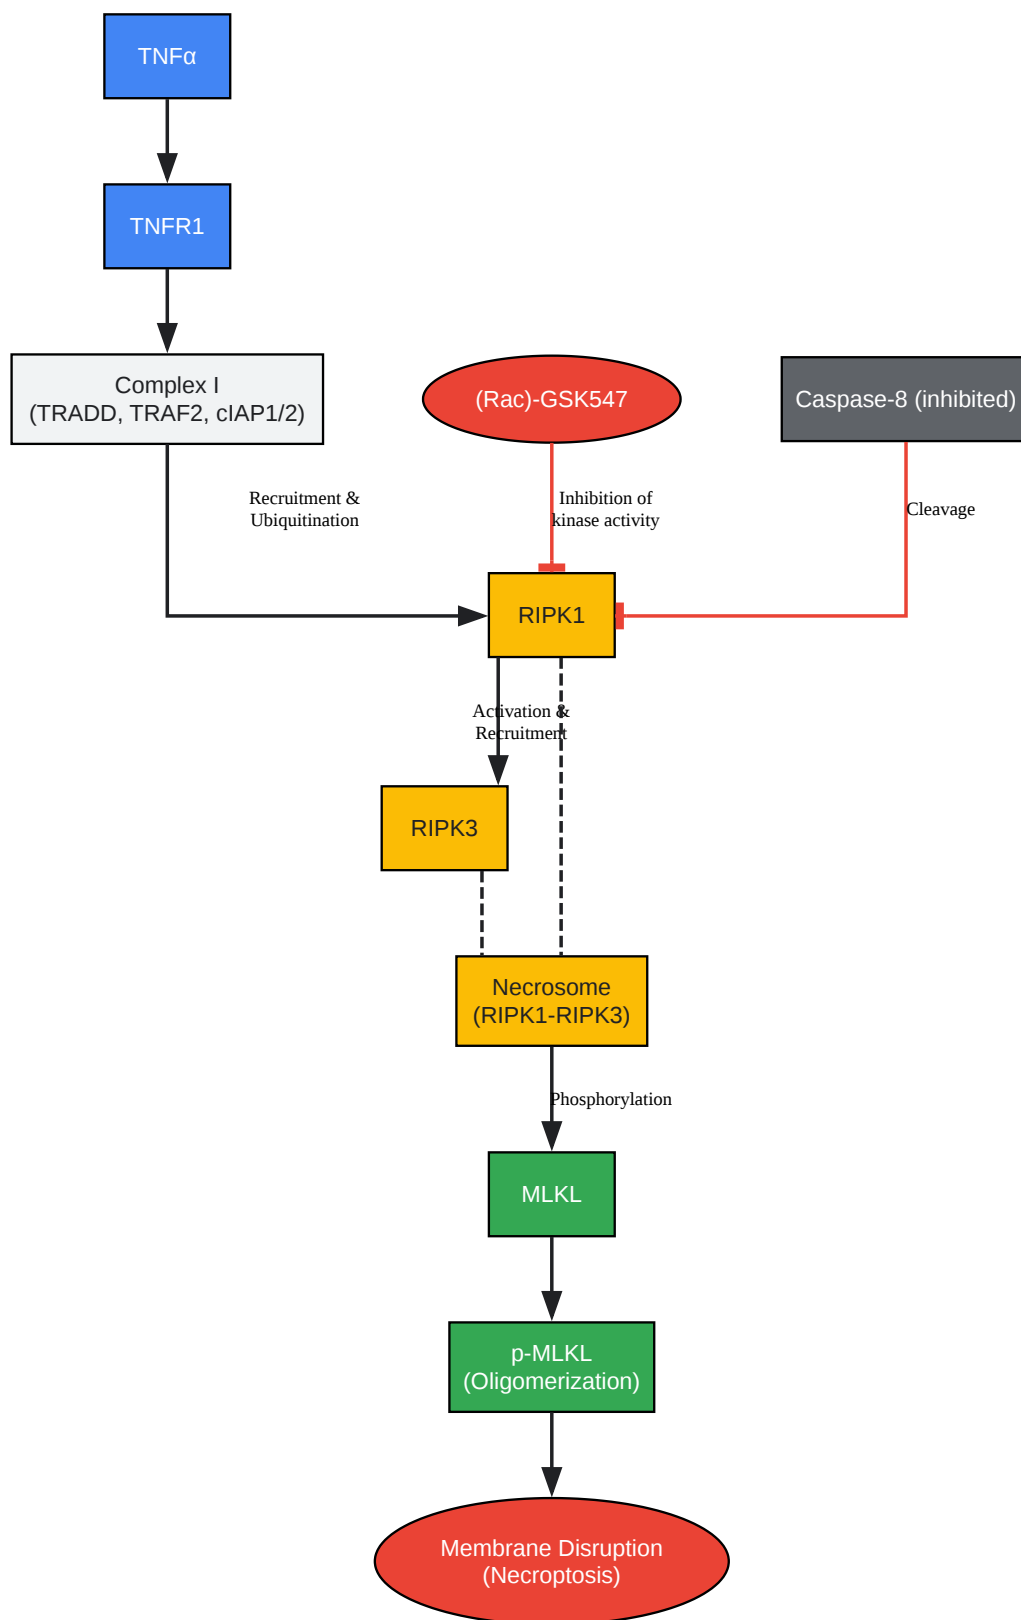 TNFα
TNFR1
Complex I
(TRADD, TRAF2, cIAP1/2)
(Rac)-GSK547
Caspase-8 (inhibited)
Recruitment &
Ubiquitination
Inhibition of
kinase activity
Cleavage
RIPK1
Activation &
Recruitment
RIPK3
Necrosome
(RIPK1-RIPK3)
Phosphorylation
MLKL
p-MLKL
(Oligomerization)
Membrane Disruption
(Necroptosis)